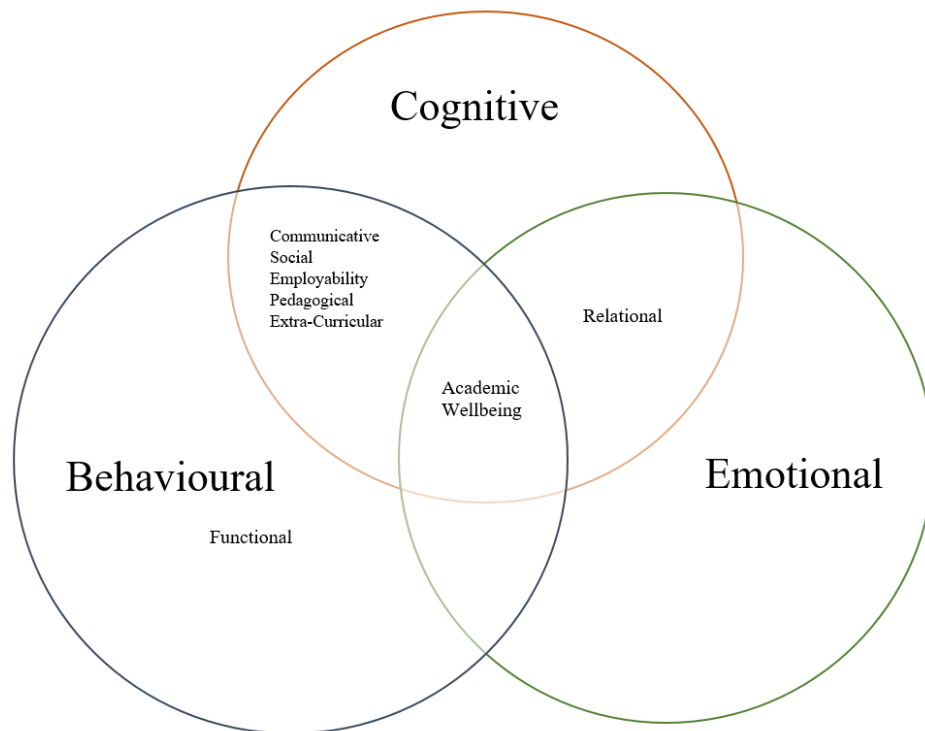 Cognitive
Communicative
Social
Employability
Pedagogical
Extra-Curricular
Relational
Academic
Wellbeing
Behavioural
Emotional
Functional